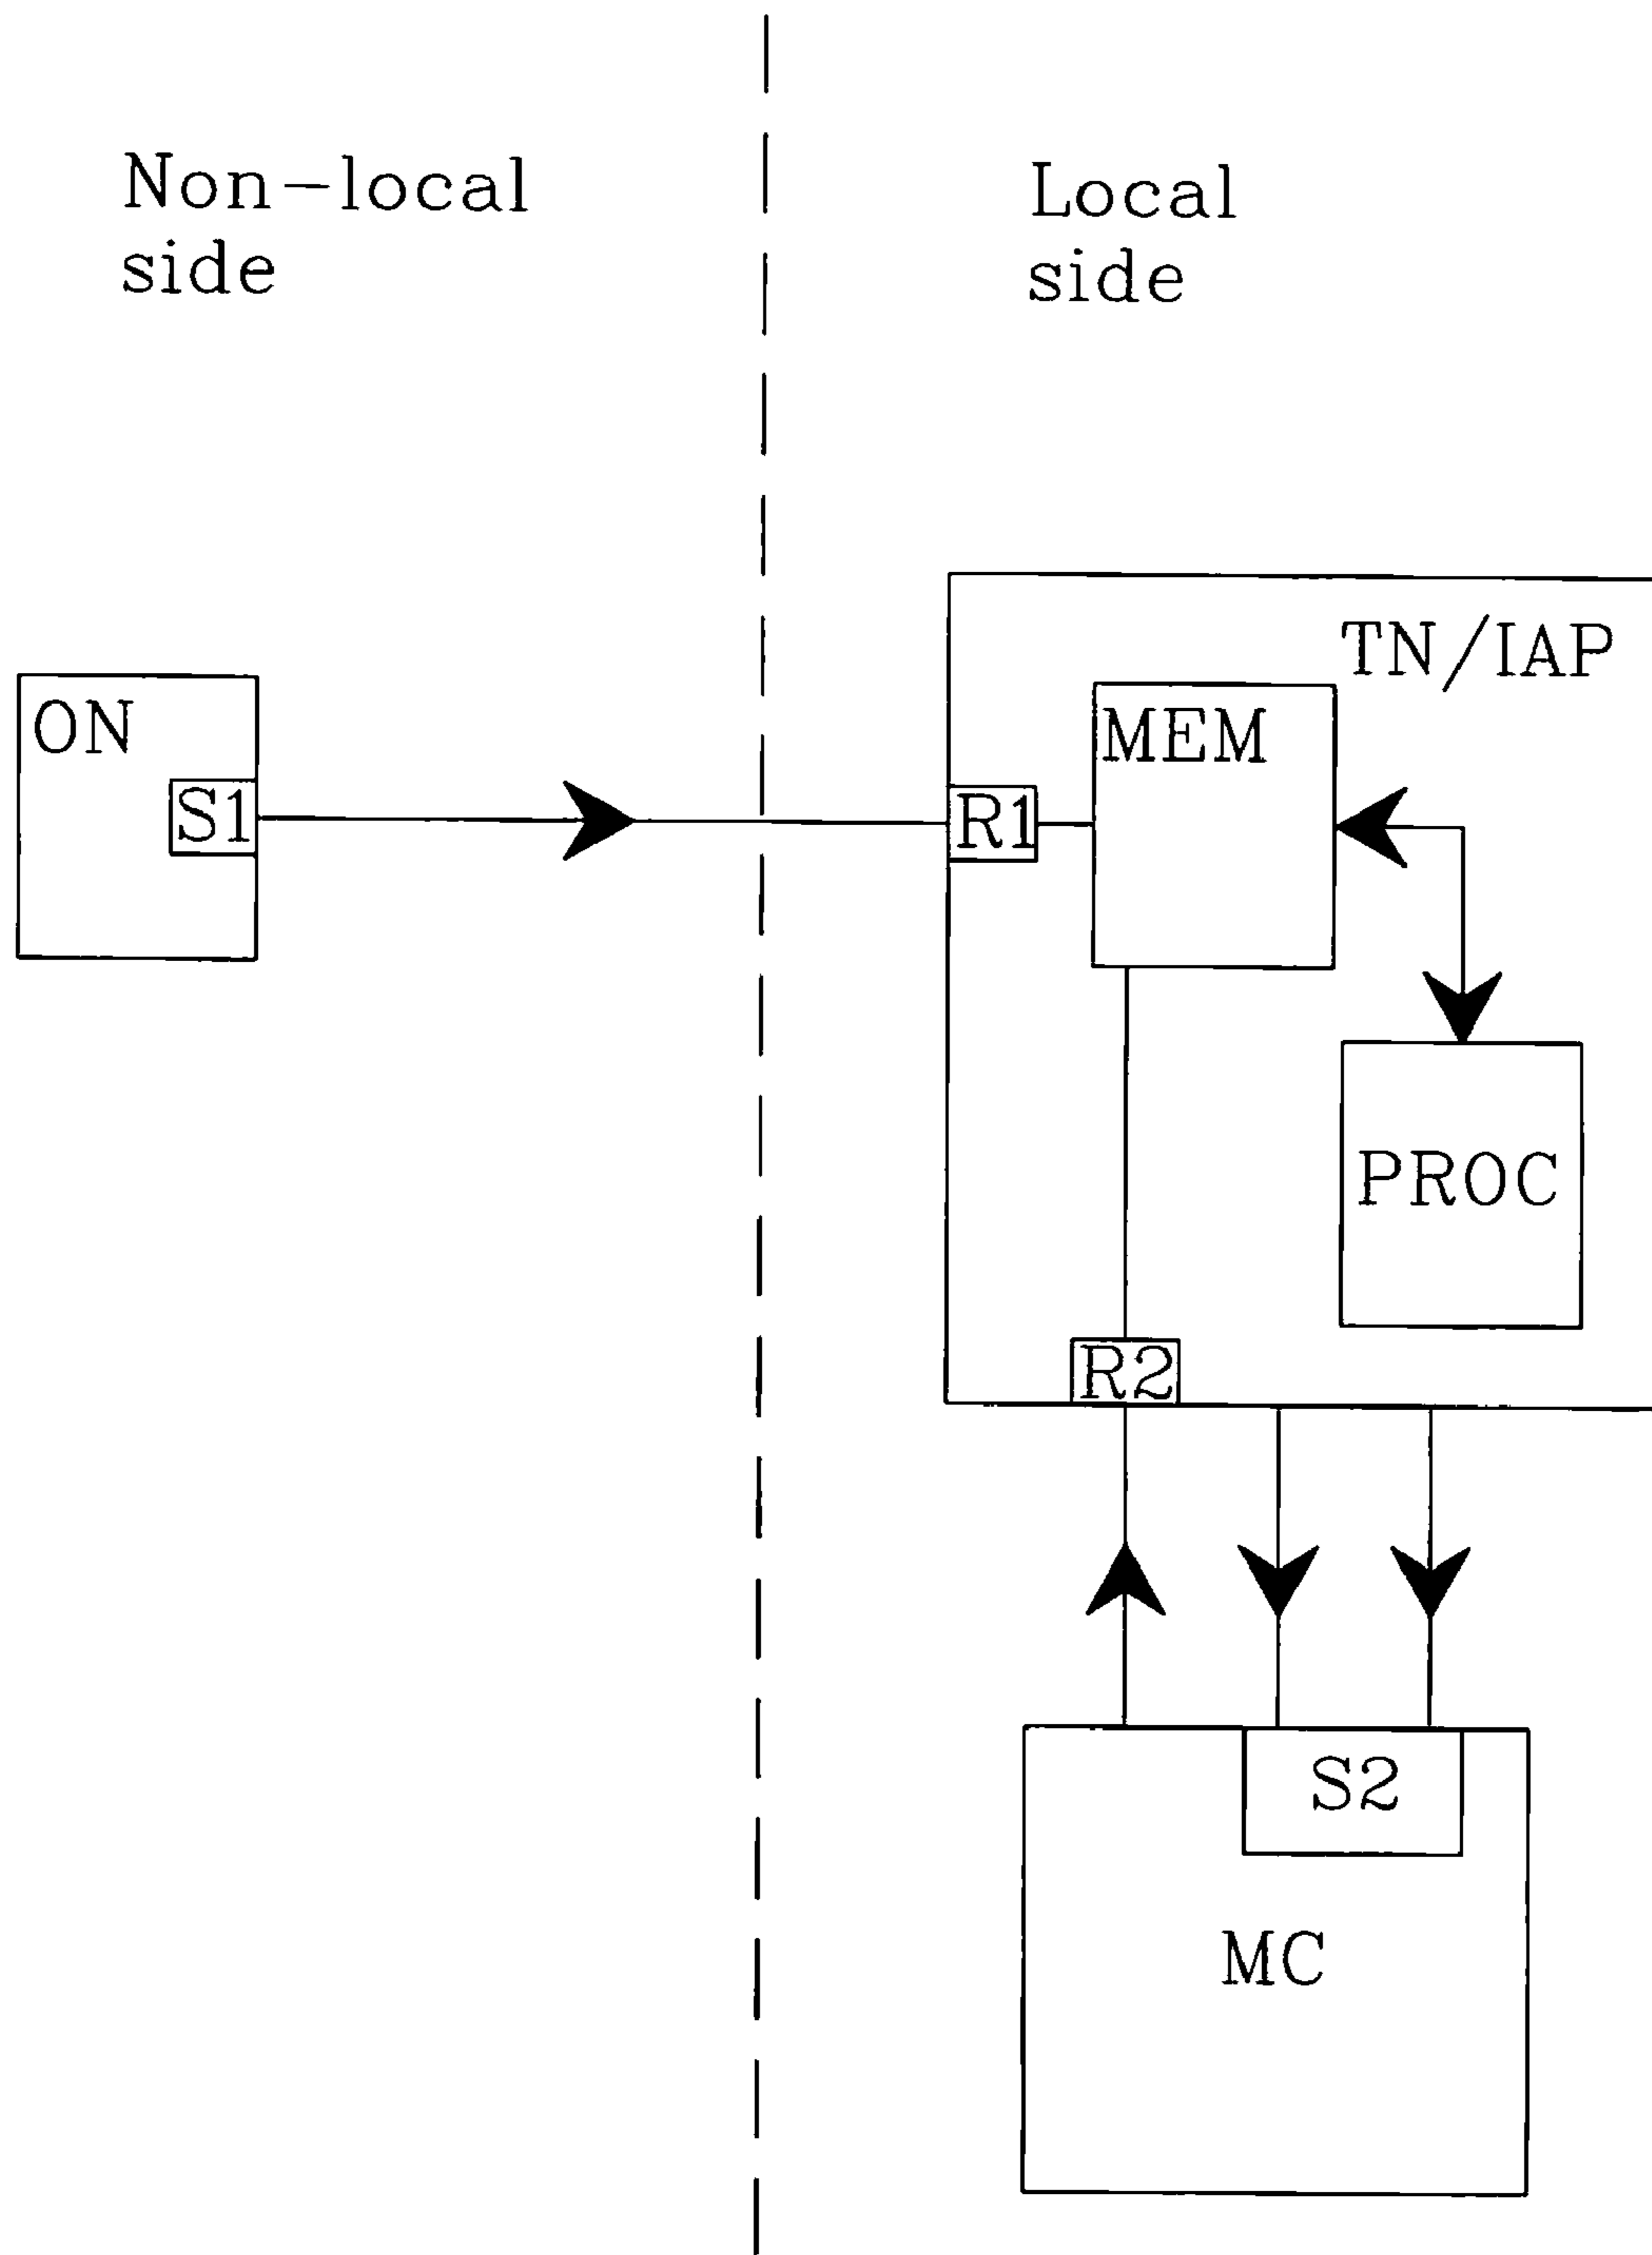 Non-local
side
Local
side
TN/IAP
ON
MEM
S1
R1
PROC
R2
S2
MC